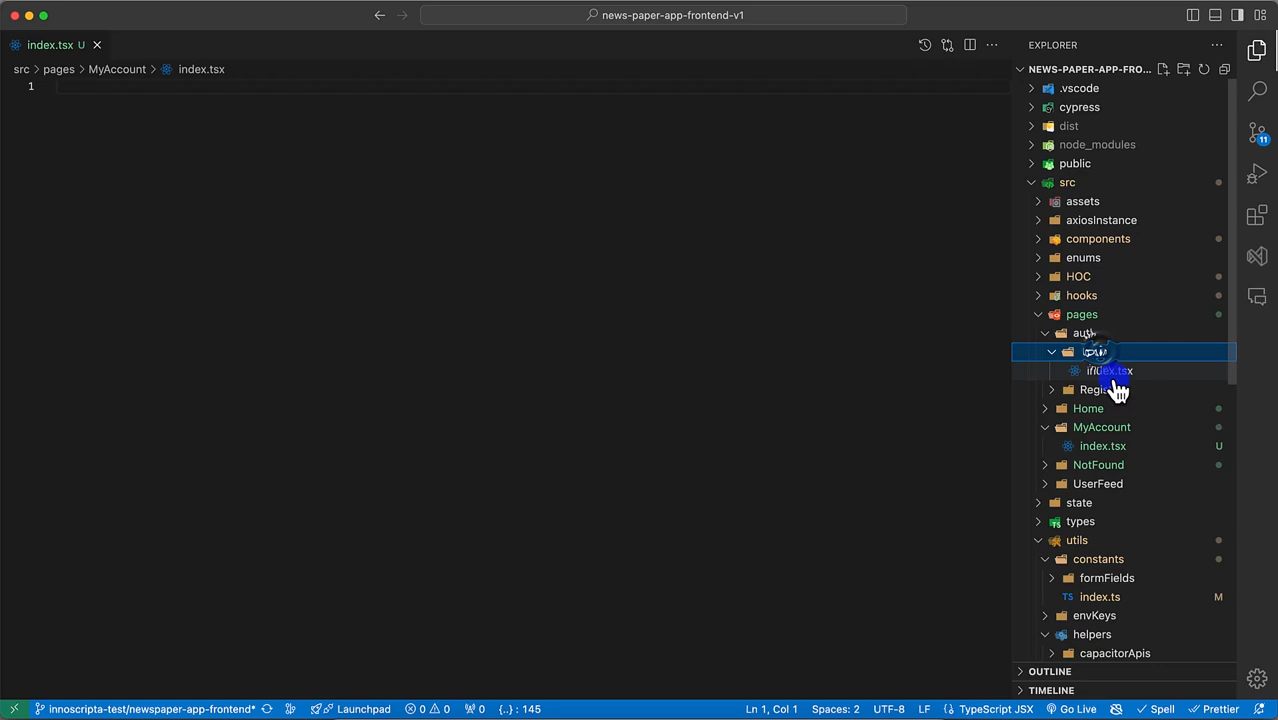 news-paper-app-frontend-v1
index.tsx U
src > pages > MyAccount > index.tsx
1
EXPLORER
NEWS-PAPER-APP-FRO...
.vscode
cypress
dist
node_modules
public
src
assets
axiosInstance
components
enums
HOC
hooks
pages
auth
index.tsx
Home
MyAccount
index.tsx U
NotFound
UserFeed
state
types
utils
constants
formFields
TS index.ts M
envKeys
helpers
capacitorApis
OUTLINE
TIMELINE
11
innoscripta-test/newspaper-app-frontend* 0 0 0 {..} : 145 Launchpad
Ln 1, Col 1 Spaces: 2 UTF-8 LF {} TypeScript JSX Go Live Spell Prettier